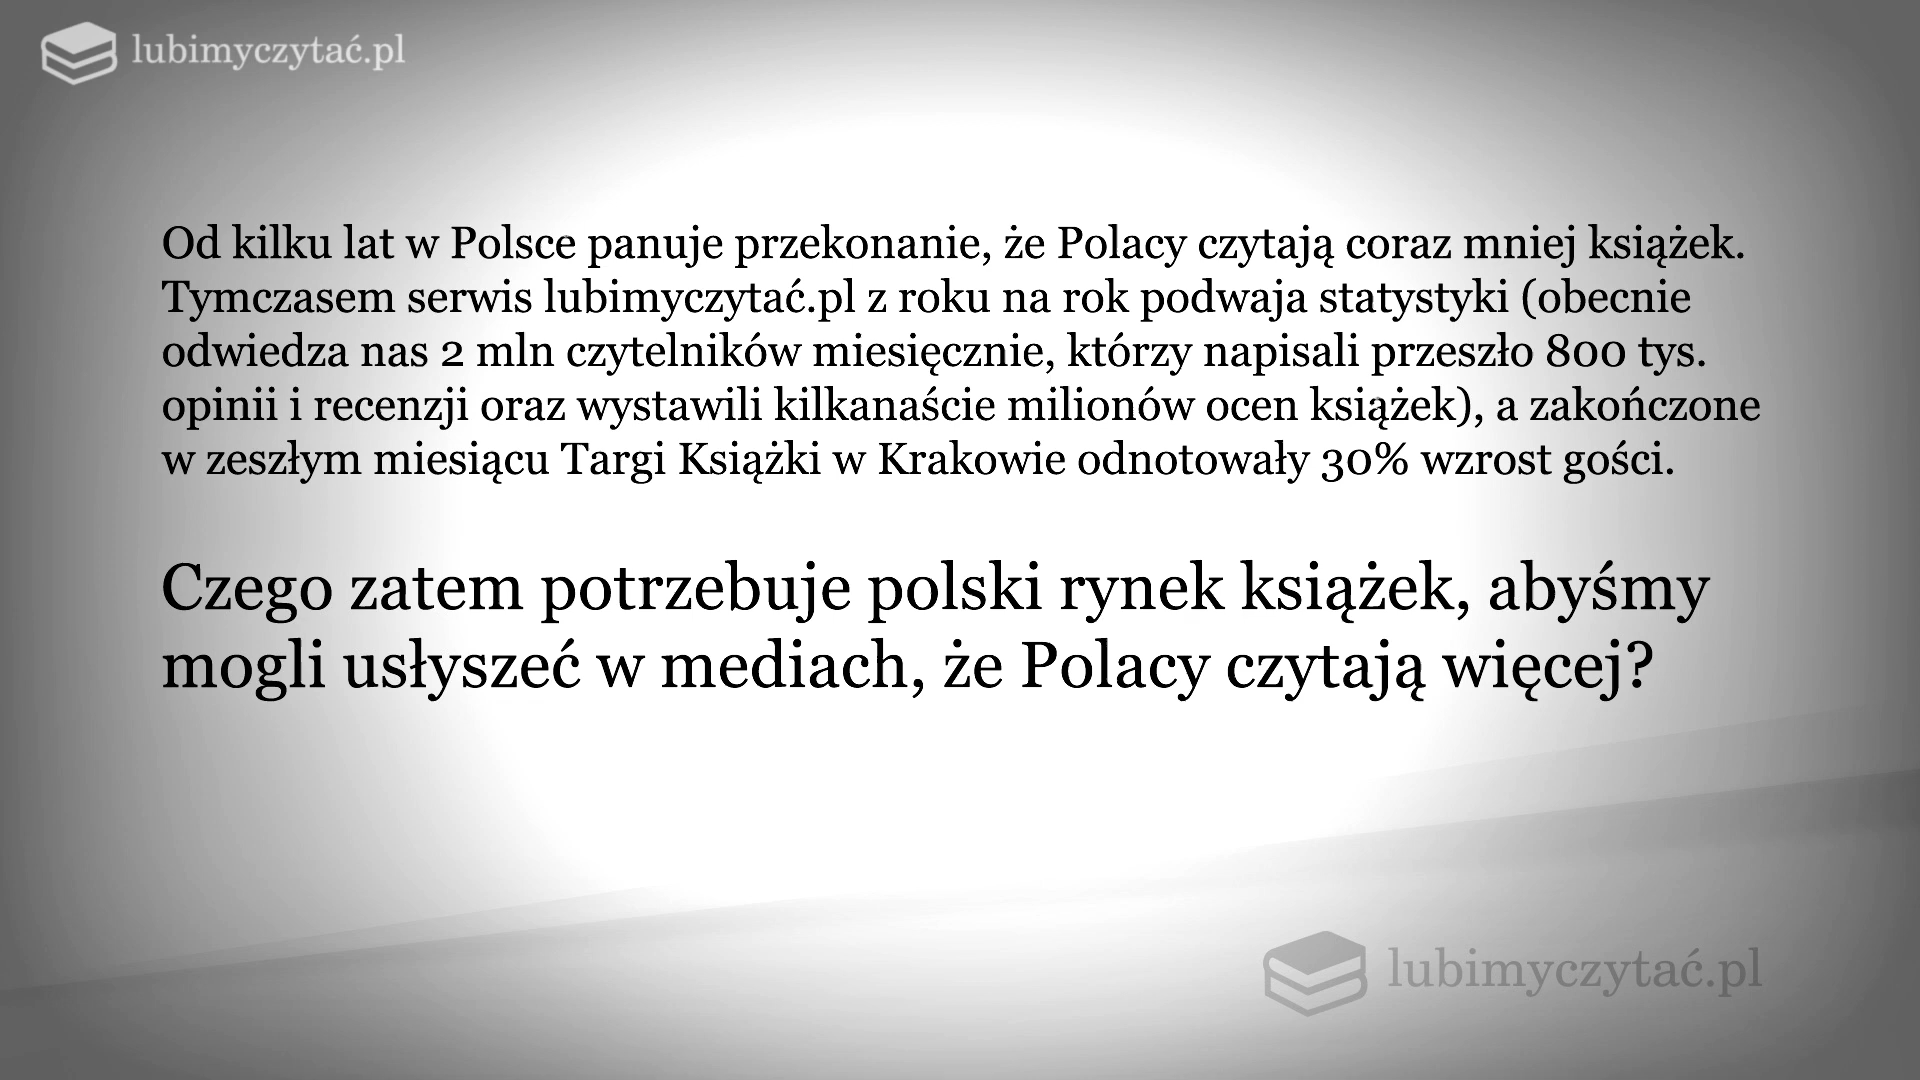 lubimyczytać.pl
Od kilku lat w Polsce panuje przekonanie, że Polacy czytają coraz mniej książek.
Tymczasem serwis lubimyczytać.pl z roku na rok podwaja statystyki (obecnie
odwiedza nas 2 mln czytelników miesięcznie, którzy napisali przeszło 800 tys.
opinii i recenzji oraz wystawili kilkanaście milionów ocen książek), a zakończone
w zeszłym miesiącu Targi Książki w Krakowie odnotowały 30% wzrost gości.
Czego zatem potrzebuje polski rynek książek, abyśmy
mogli usłyszeć w mediach, że Polacy czytają więcej?
lubimyczytać.pl